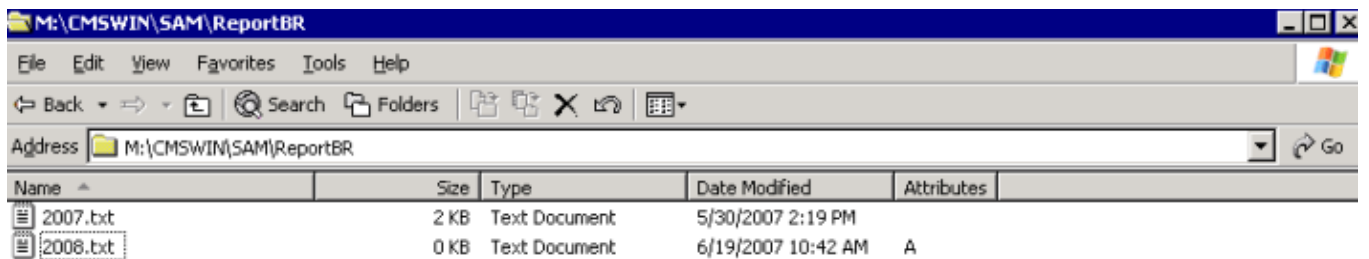 M:\CMSWIN\SAM\ReportBR
File Edit View Favorites Tools Help
Back Search Folders
Address M:\CMSWIN\SAM\ReportBR Go
Name Size Type Date Modified Attributes
2007.txt 2 KB Text Document 5/30/2007 2:19 PM
2008.txt 0 KB Text Document 6/19/2007 10:42 AM A